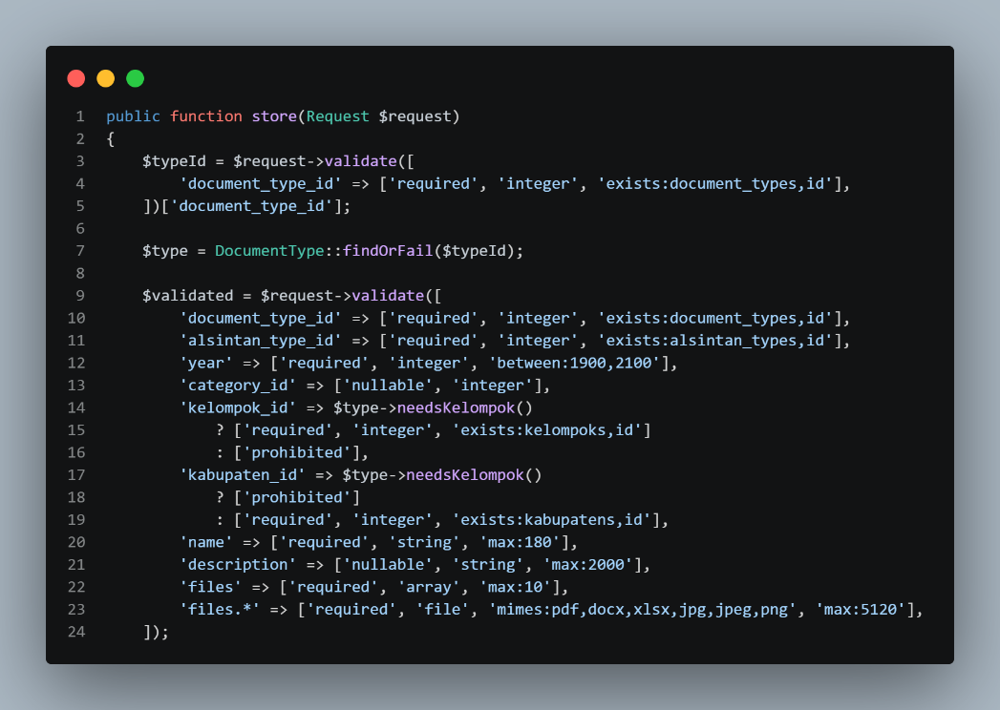 1 public function store(Request $request)
2 {
3     $typeId = $request->validate([
4         'document_type_id' => ['required', 'integer', 'exists:document_types,id'],
5     ])['document_type_id'];
6
7     $type = DocumentType::findOrFail($typeId);
8
9     $validated = $request->validate([
10         'document_type_id' => ['required', 'integer', 'exists:document_types,id'],
11         'alsintan_type_id' => ['required', 'integer', 'exists:alsintan_types,id'],
12         'year' => ['required', 'integer', 'between:1900,2100'],
13         'category_id' => ['nullable', 'integer'],
14         'kelompok_id' => $type->needsKelompok()
15             ? ['required', 'integer', 'exists:kelompoks,id']
16             : ['prohibited'],
17         'kabupaten_id' => $type->needsKelompok()
18             ? ['prohibited']
19             : ['required', 'integer', 'exists:kabupatens,id'],
20         'name' => ['required', 'string', 'max:180'],
21         'description' => ['nullable', 'string', 'max:2000'],
22         'files' => ['required', 'array', 'max:10'],
23         'files.*' => ['required', 'file', 'mimes:pdf,docx,xlsx,jpg,jpeg,png', 'max:5120'],
24     ]);